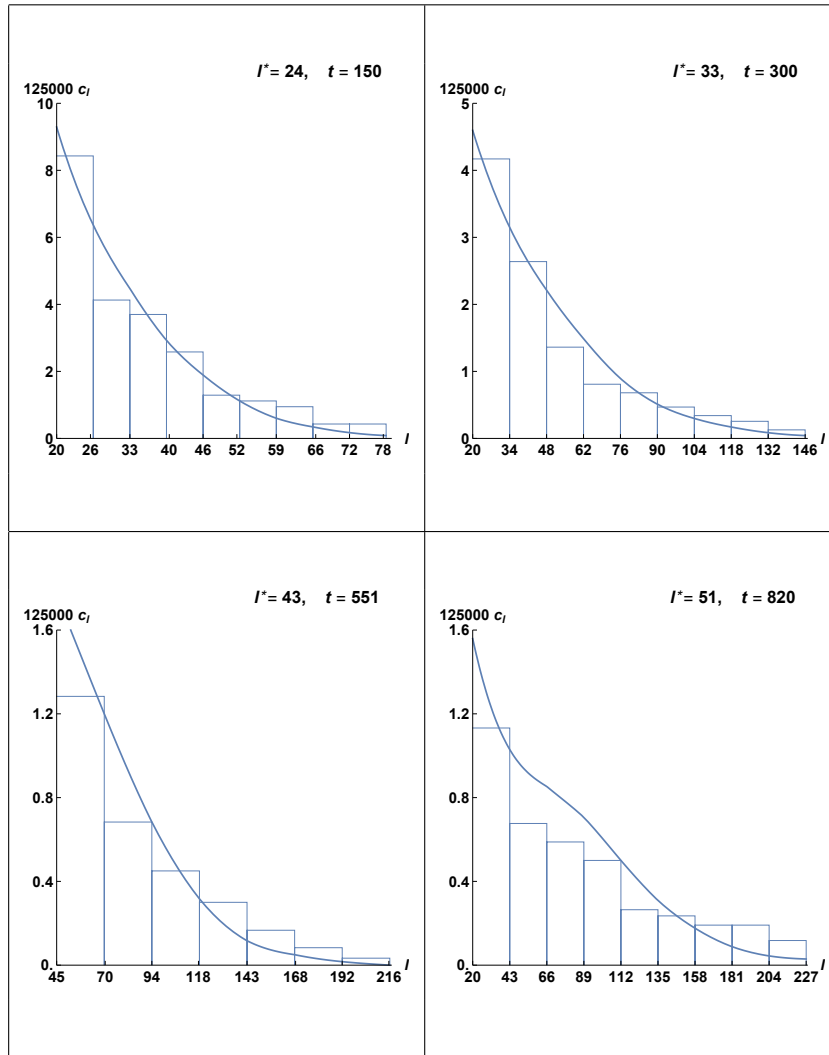 l* = 24, t = 150
125000 c_l
10
8
6
4
2
0
20 26 33 40 46 52 59 66 72 78 l
l* = 33, t = 300
125000 c_l
5
4
3
2
1
0
20 34 48 62 76 90 104 118 132 146 l
l* = 43, t = 551
125000 c_l
1.6
1.2
0.8
0.4
0.
45 70 94 118 143 168 192 216 l
l* = 51, t = 820
125000 c_l
1.6
1.2
0.8
0.4
0.
20 43 66 89 112 135 158 181 204 227 l